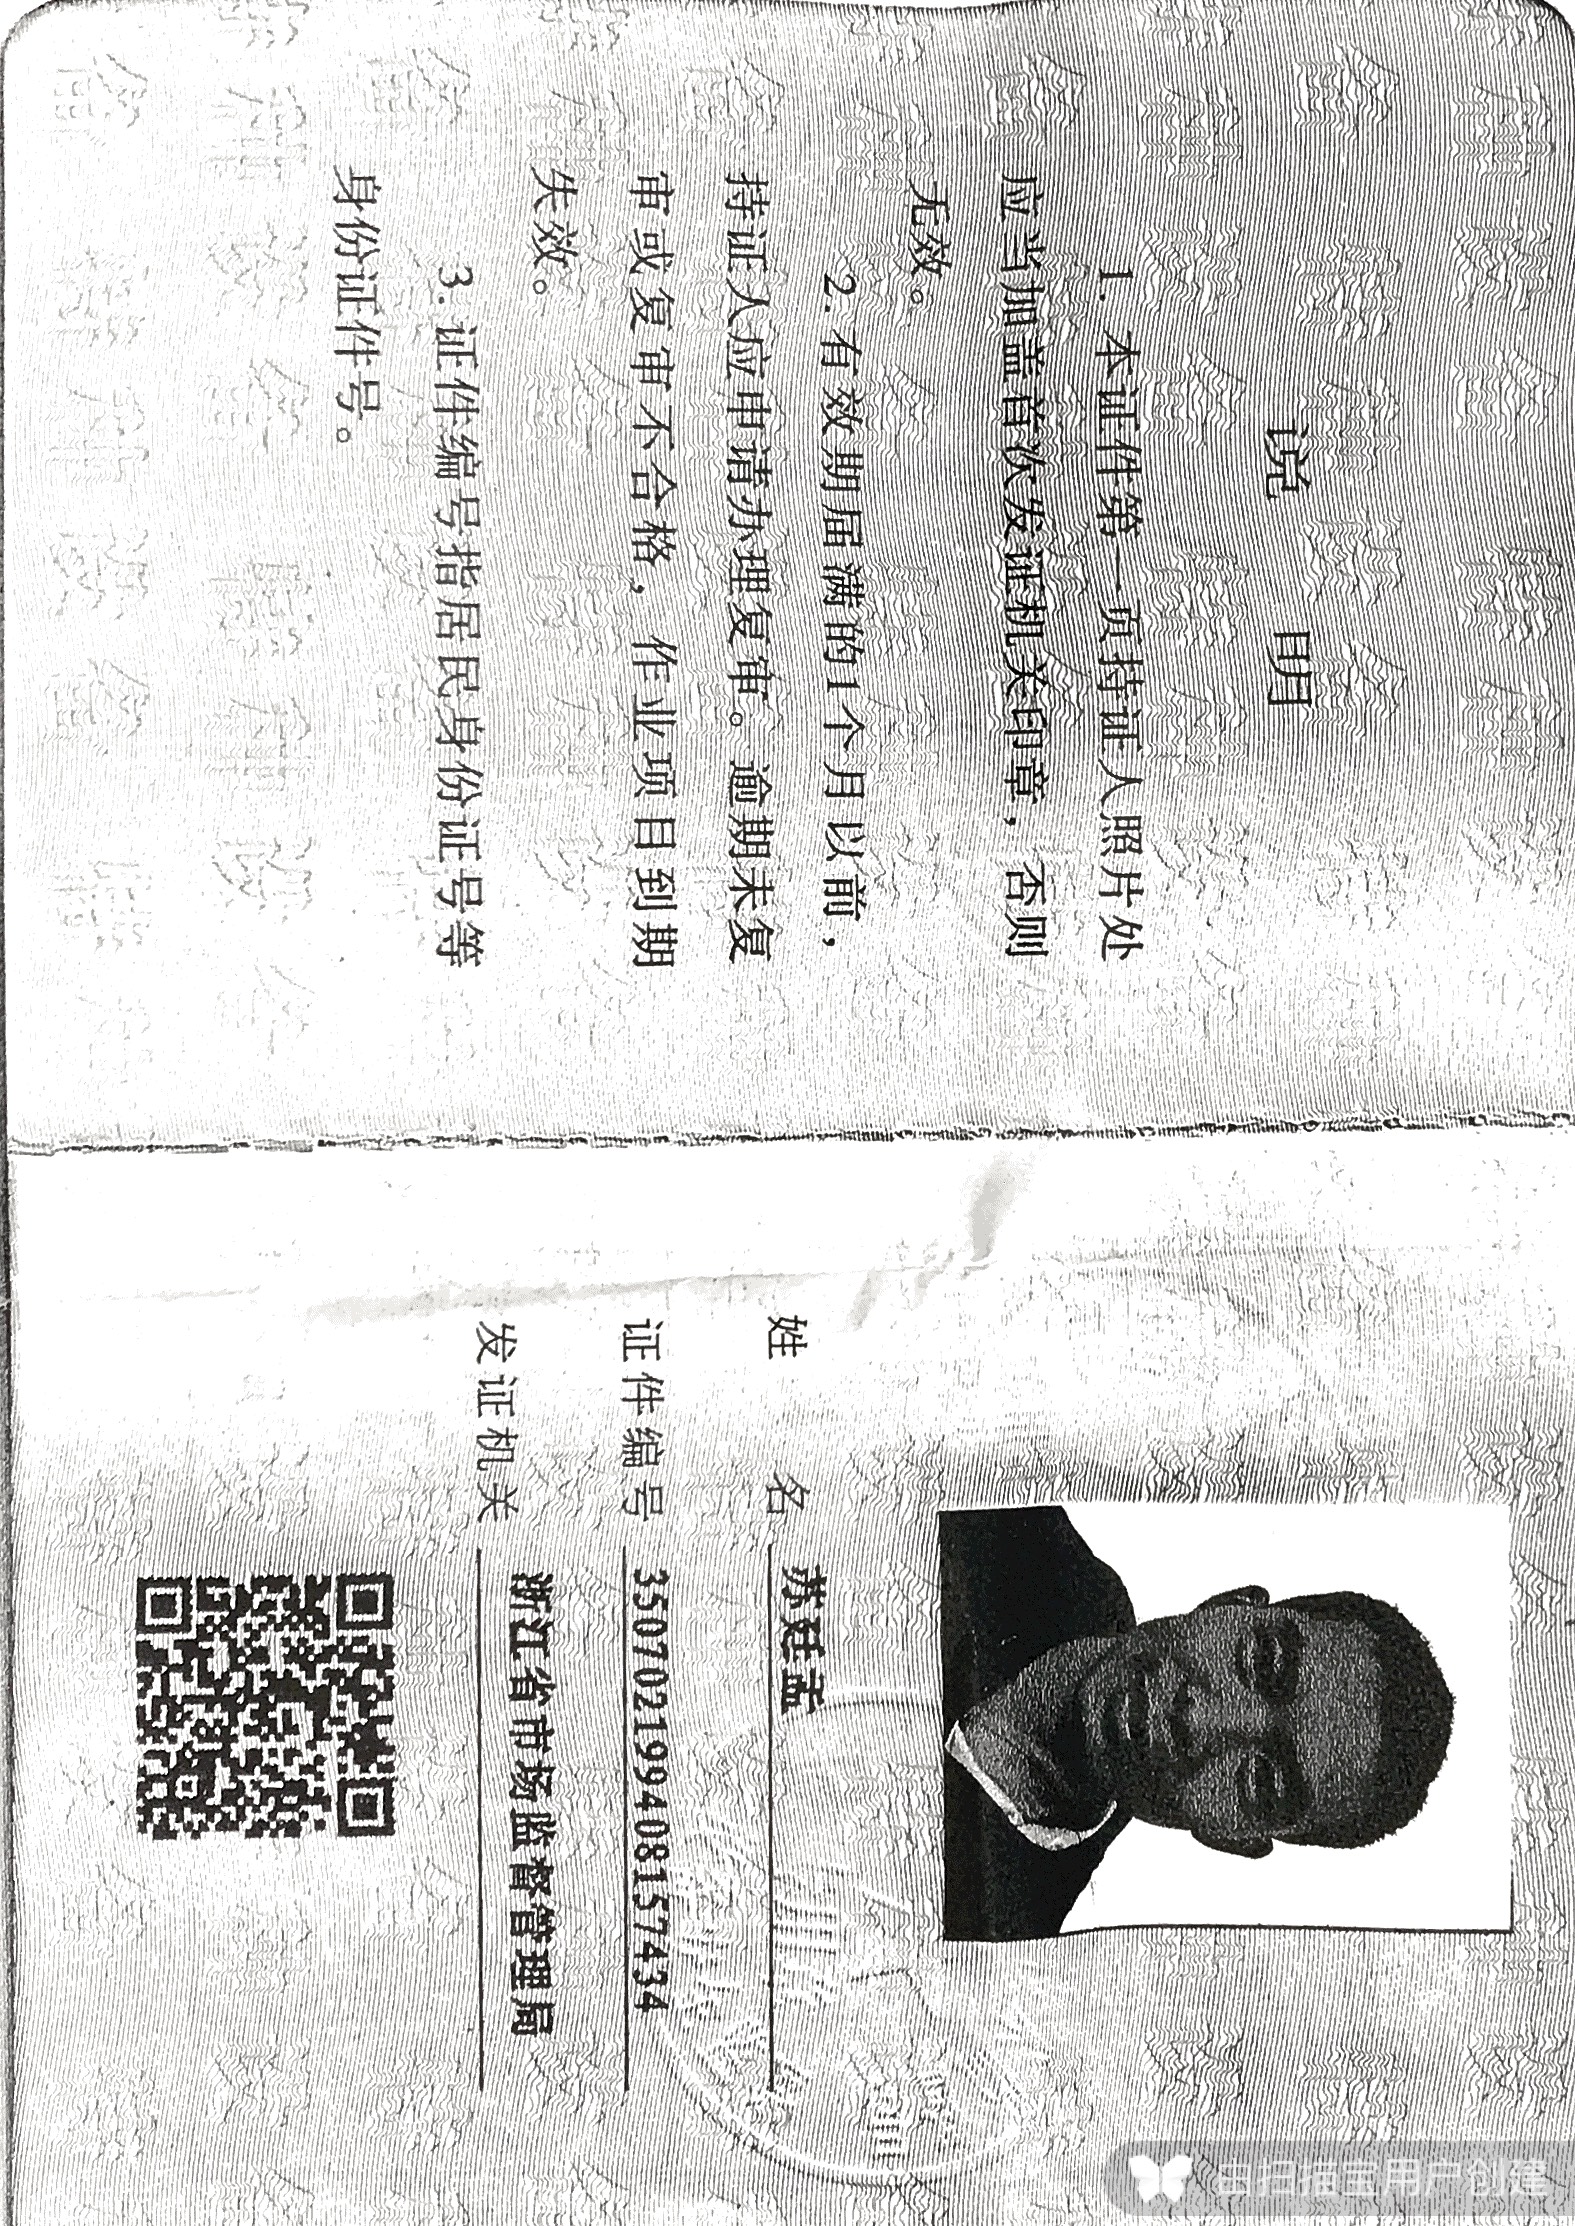 说 明
1. 本证件第一页持证人照片处
应当加盖首次发证机关印章，否则
无效。
2. 有效期届满的1个月以前，
持证人应申请办理复审。逾期未复
审或复审不合格，作业项目到期
失效。
3. 证件编号指居民身份证号等
身份证件号。
姓 名 苏廷孟
证件编号 350702199408157434
发证机关 浙江省市场监督管理局
由扫描宝用户创建